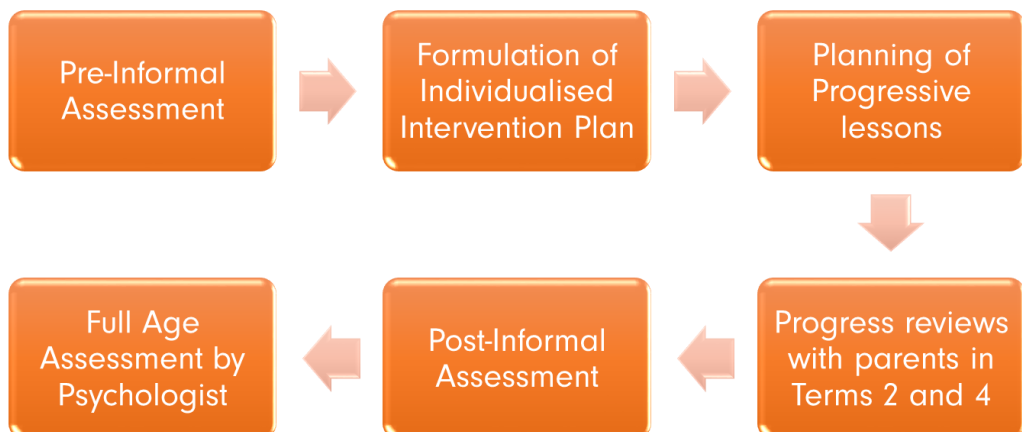 Pre-Informal
Assessment
Formulation of
Individualised
Intervention Plan
Planning of
Progressive
lessons
Progress reviews
with parents in
Terms 2 and 4
Post-Informal
Assessment
Full Age
Assessment by
Psychologist